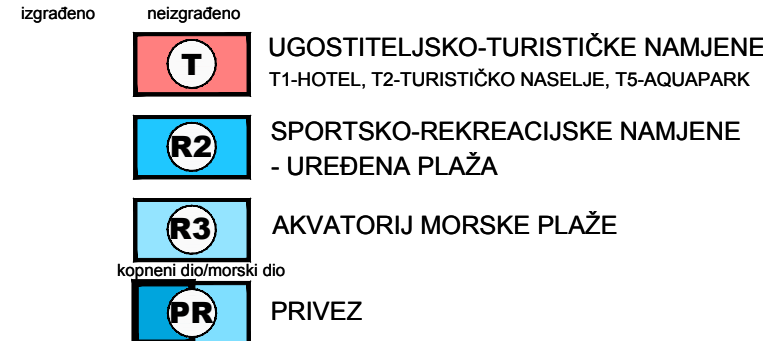 izgrađeno neizgrađeno
T UGOSTITELJSKO-TURISTIČKE NAMJENE
T1-HOTEL, T2-TURISTIČKO NASELJE, T5-AQUAPARK
R2 SPORTSKO-REKREACIJSKE NAMJENE
- UREĐENA PLAŽA
R3 AKVATORIJ MORSKE PLAŽE
kopneni dio/morski dio
PR PRIVEZ